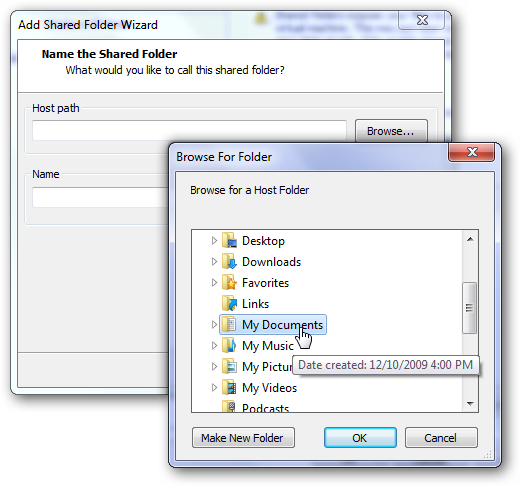 Add Shared Folder Wizard
Name the Shared Folder
What would you like to call this shared folder?
Host path
Browse...
Name
Browse For Folder
Browse for a Host Folder
Desktop
Downloads
Favorites
Links
My Documents
My Music
My Pictur
Date created: 12/10/2009 4:00 PM
My Videos
Podcasts
Make New Folder
OK
Cancel